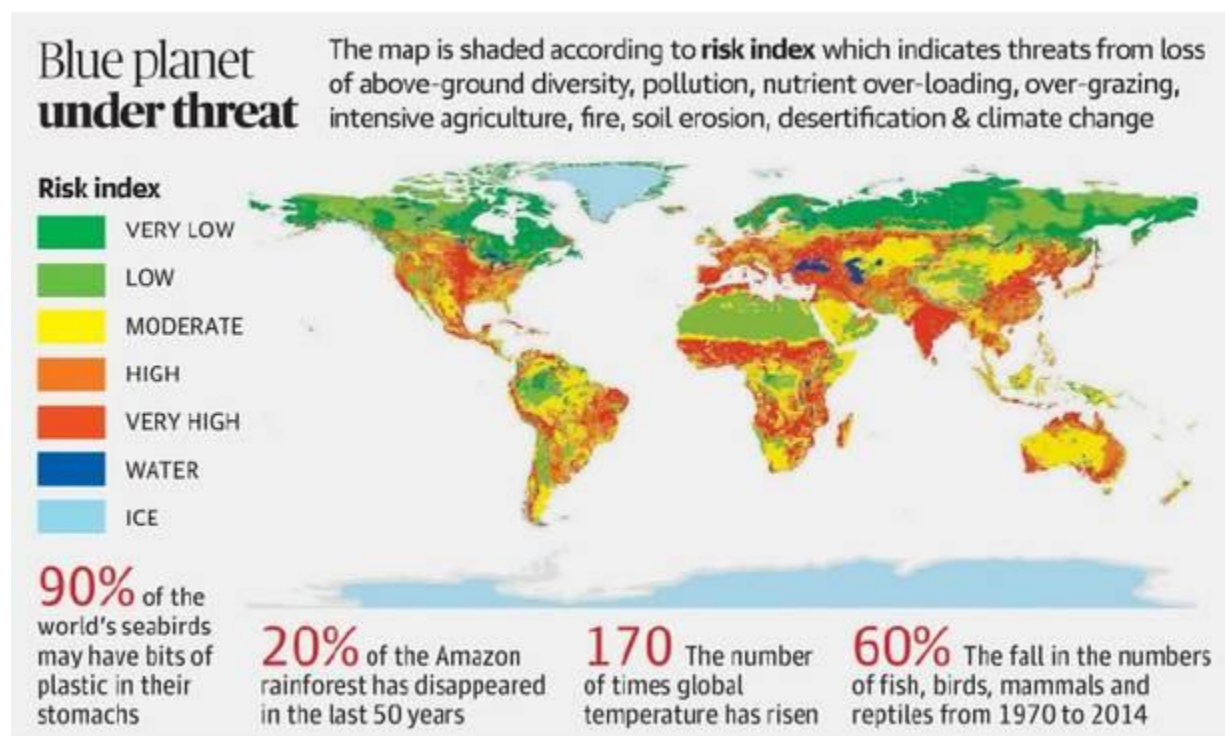 Blue planet
under threat
The map is shaded according to risk index which indicates threats from loss
of above-ground diversity, pollution, nutrient over-loading, over-grazing,
intensive agriculture, fire, soil erosion, desertification & climate change
Risk index
VERY LOW
LOW
MODERATE
HIGH
VERY HIGH
WATER
ICE
90% of the
world's seabirds
may have bits of
plastic in their
stomachs
20% of the Amazon
rainforest has disappeared
in the last 50 years
170 The number
of times global
temperature has risen
60% The fall in the numbers
of fish, birds, mammals and
reptiles from 1970 to 2014